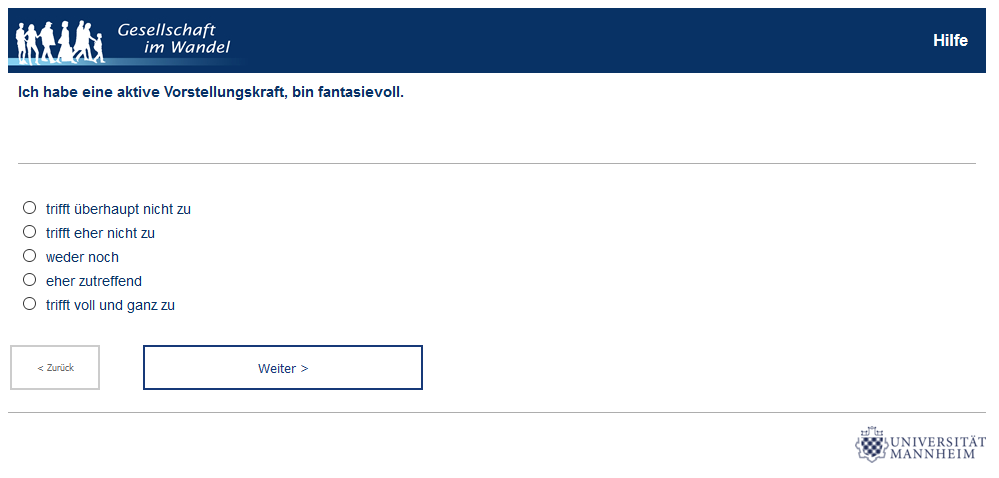 Gesellschaft
im Wandel
Hilfe
Ich habe eine aktive Vorstellungskraft, bin fantasievoll.
trifft überhaupt nicht zu
trifft eher nicht zu
weder noch
eher zutreffend
trifft voll und ganz zu
< Zurück
Weiter >
UNIVERSITÄT
MANNHEIM